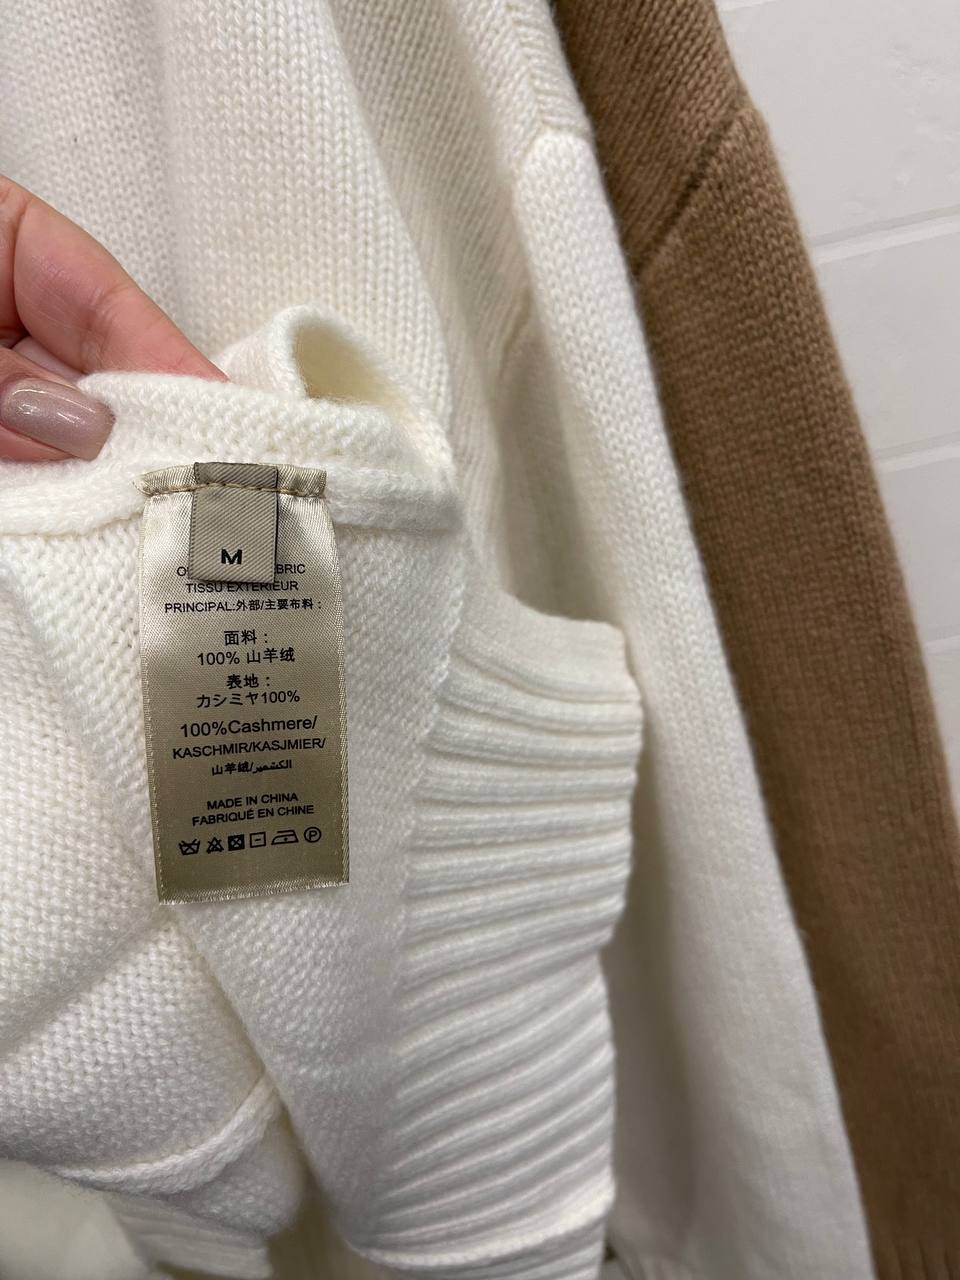 M
TISSU EXTERIEUR
PRINCIPAL:外部/主要布料:
面料:
100% 山羊绒
表地:
カシミヤ100%
100%Cashmere/
KASCHMIR/KASJMIER/
山羊绒/الكشمير
MADE IN CHINA
FABRIQUÉ EN CHINE
P